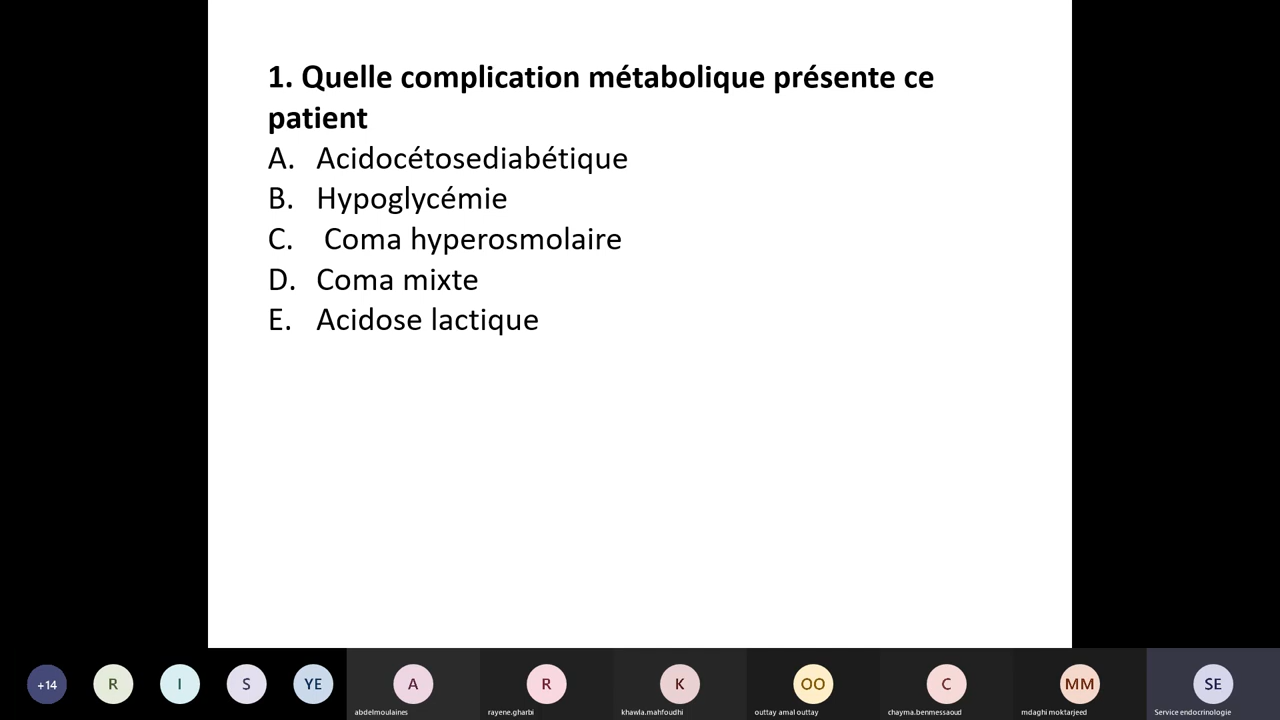 1. Quelle complication métabolique présente ce
patient
A. Acidocétosediabétique
B. Hypoglycémie
C. Coma hyperosmolaire
D. Coma mixte
E. Acidose lactique
+14
R
I
S
YE
A
R
K
OO
C
MM
SE
abdelmoulaines
rayene.gharbi
khawla.mahfoudhi
outtay amal outtay
chayma.benmessaoud
mdaghi moktarjeed
Service endocrinologie